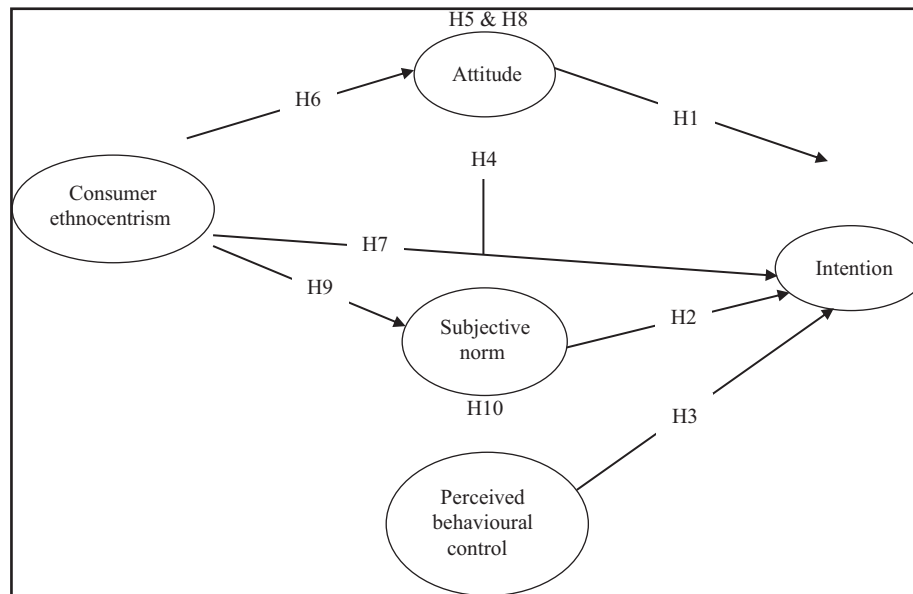 H5 & H8
Attitude
H6
H1
H4
Consumer
ethnocentrism
H7
H9
Intention
Subjective
norm
H2
H10
H3
Perceived
behavioural
control